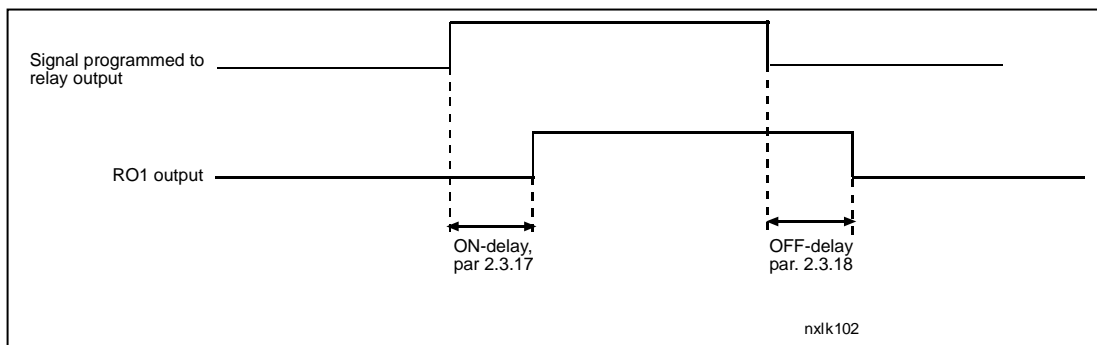 Signal programmed to
relay output
RO1 output
ON-delay,
par 2.3.17
OFF-delay
par. 2.3.18
nxlk102